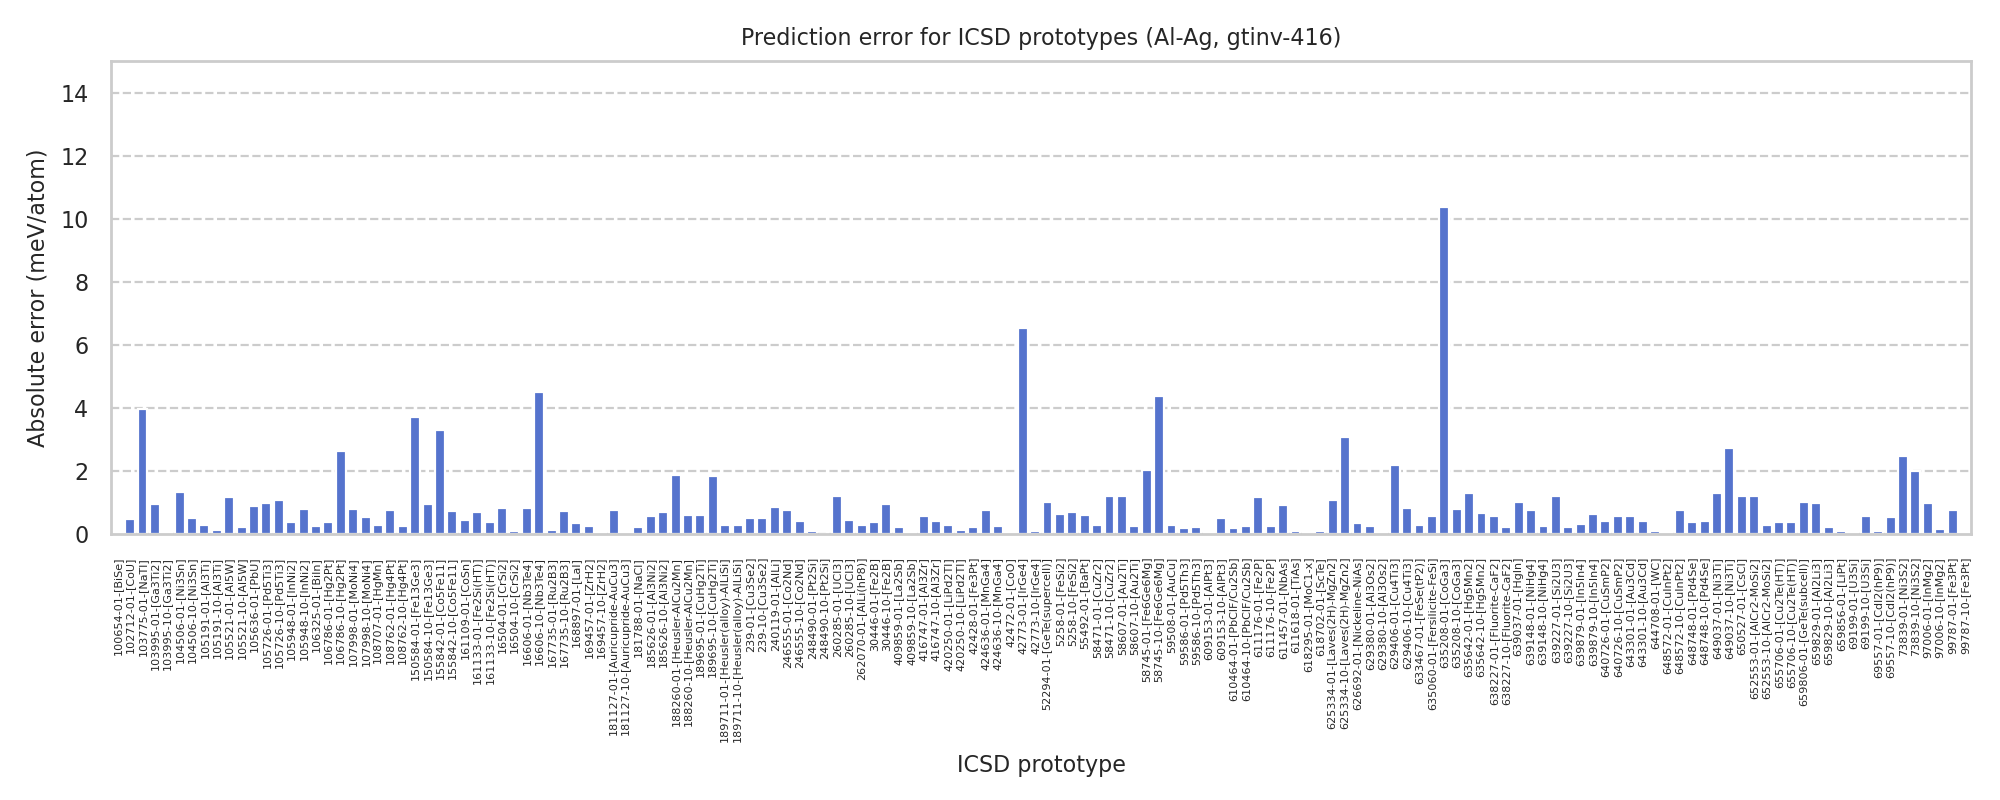 Prediction error for ICSD prototypes (Al-Ag, gtinv-416)
Absolute error (meV/atom)
14
12
10
8
6
4
2
0
100654-01-[BiSe]
102712-01-[CoU]
103775-01-[NaTl]
103995-01-[Ga3Ti2]
103995-10-[Ga3Ti2]
104506-01-[Ni3Sn]
104506-10-[Ni3Sn]
105191-01-[Al3Ti]
105191-10-[Al3Ti]
105521-01-[Al5W]
105521-10-[Al5W]
105636-01-[PbU]
105726-01-[Pd5Ti3]
105726-10-[Pd5Ti3]
105948-01-[InNi2]
105948-10-[InNi2]
106325-01-[BiIn]
106786-01-[Hg2Pt]
106786-10-[Hg2Pt]
107998-01-[MoNi4]
107998-10-[MoNi4]
108707-01-[HgMn]
108762-01-[Hg4Pt]
108762-10-[Hg4Pt]
150584-01-[Fe13Ge3]
150584-10-[Fe13Ge3]
155842-01-[Co5Fe11]
155842-10-[Co5Fe11]
161109-01-[CoSn]
161133-01-[Fe2Si(HT)]
161133-10-[Fe2Si(HT)]
16504-01-[CrSi2]
16504-10-[CrSi2]
16606-01-[Nb3Te4]
16606-10-[Nb3Te4]
167735-01-[Ru2B3]
167735-10-[Ru2B3]
168897-01-[LaI]
169457-01-[ZrH2]
169457-10-[ZrH2]
181127-01-[Auricupride-AuCu3]
181127-10-[Auricupride-AuCu3]
181788-01-[NaCl]
185626-01-[Al3Ni2]
185626-10-[Al3Ni2]
188260-01-[Heusler-AlCu2Mn]
188260-10-[Heusler-AlCu2Mn]
189695-01-[CuHg2Ti]
189695-10-[CuHg2Ti]
189711-01-[Heusler(alloy)-AlLiSi]
189711-10-[Heusler(alloy)-AlLiSi]
239-01-[Cu3Se2]
239-10-[Cu3Se2]
240119-01-[AlLi]
246555-01-[Co2Nd]
246555-10-[Co2Nd]
248490-01-[Pt2Si]
248490-10-[Pt2Si]
260285-01-[UCl3]
260285-10-[UCl3]
262070-01-[AlLi(hP8)]
30446-01-[Fe2B]
30446-10-[Fe2B]
409859-01-[La2Sb]
409859-10-[La2Sb]
416747-01-[Al3Zr]
416747-10-[Al3Zr]
420250-01-[LiPd2Tl]
420250-10-[LiPd2Tl]
42428-01-[Fe3Pt]
424636-01-[MnGa4]
424636-10-[MnGa4]
42472-01-[CoO]
42773-01-[IrGe4]
42773-10-[IrGe4]
52294-01-[GeTe(supercell)]
5258-01-[FeSi2]
5258-10-[FeSi2]
55492-01-[BaPt]
58471-01-[CuZr2]
58471-10-[CuZr2]
58607-01-[Au2Ti]
58607-10-[Au2Ti]
58745-01-[Fe6Ge6Mg]
58745-10-[Fe6Ge6Mg]
59508-01-[AuCu]
59586-01-[Pd5Th3]
59586-10-[Pd5Th3]
609153-01-[AlPt3]
609153-10-[AlPt3]
610464-01-[PbClF/Cu2Sb]
610464-10-[PbClF/Cu2Sb]
611176-01-[Fe2P]
611176-10-[Fe2P]
611457-01-[NbAs]
611618-01-[TiAs]
618295-01-[MoC1-x]
618702-01-[ScTe]
625334-01-[Laves(2H)-MgZn2]
625334-10-[Laves(2H)-MgZn2]
626692-01-[Nickeline-NiAs]
629380-01-[Al3Os2]
629380-10-[Al3Os2]
629406-01-[Cu4Ti3]
629406-10-[Cu4Ti3]
633467-01-[FeSe(tP2)]
635060-01-[Fersilicite-FeSi]
635208-01-[CoGa3]
635208-10-[CoGa3]
635642-01-[Hg5Mn2]
635642-10-[Hg5Mn2]
638227-01-[Fluorite-CaF2]
638227-10-[Fluorite-CaF2]
639037-01-[HgIn]
639148-01-[NiHg4]
639148-10-[NiHg4]
639227-01-[Si2U3]
639227-10-[Si2U3]
639879-01-[In5In4]
639879-10-[In5In4]
640726-01-[CuSmP2]
640726-10-[CuSmP2]
643301-01-[Au3Cd]
643301-10-[Au3Cd]
644708-01-[WC]
648572-01-[CuInPt2]
648572-10-[CuInPt2]
648748-01-[Pd4Se]
648748-10-[Pd4Se]
649037-01-[Ni3Ti]
649037-10-[Ni3Ti]
650527-01-[CsCl]
652553-01-[AlCr2-MoSi2]
652553-10-[AlCr2-MoSi2]
655706-01-[Cu2Te(HT)]
655706-10-[Cu2Te(HT)]
659806-01-[GeTe(subcell)]
659829-01-[Al2Li3]
659829-10-[Al2Li3]
659856-01-[LiPt]
69199-01-[U3Si]
69199-10-[U3Si]
69557-01-[CdI2(hP9)]
69557-10-[CdI2(hP9)]
73839-01-[Ni3S2]
73839-10-[Ni3S2]
97006-01-[InMg2]
97006-10-[InMg2]
99787-01-[Fe3Pt]
99787-10-[Fe3Pt]
ICSD prototype